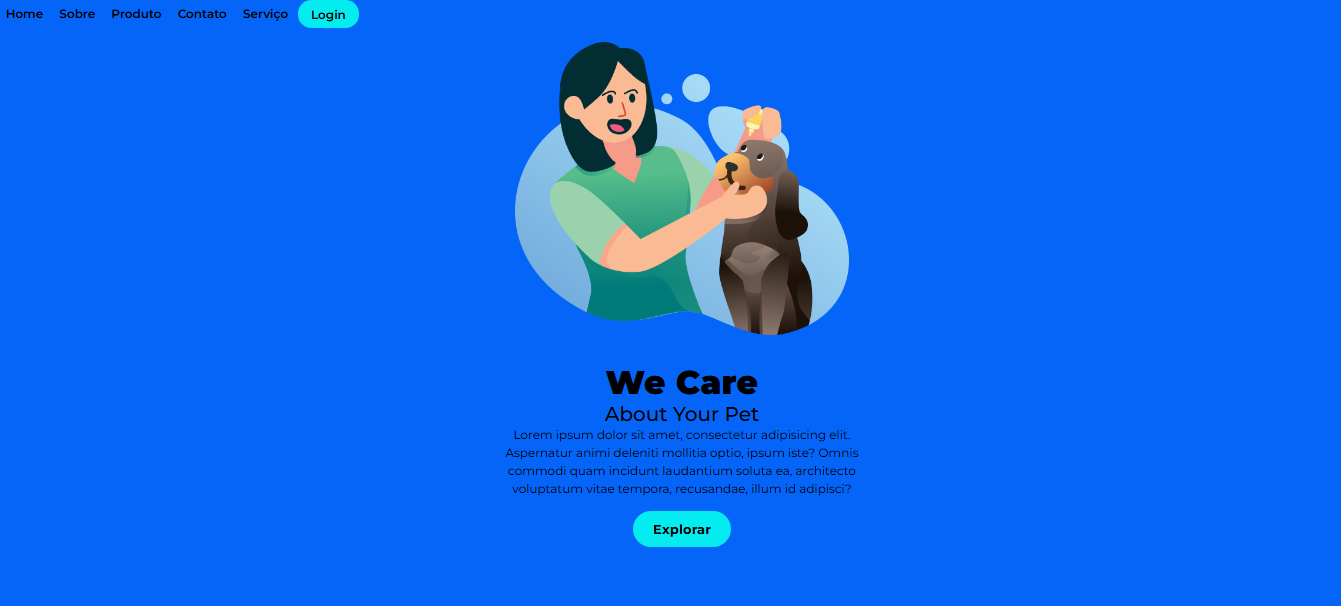 Home Sobre Produto Contato Serviço Login
We Care
About Your Pet
Lorem ipsum dolor sit amet, consectetur adipisicing elit.
Aspernatur animi deleniti mollitia optio, ipsum iste? Omnis
commodi quam incidunt laudantium soluta ea, architecto
voluptatum vitae tempora, recusandae, illum id adipisci?
Explorar